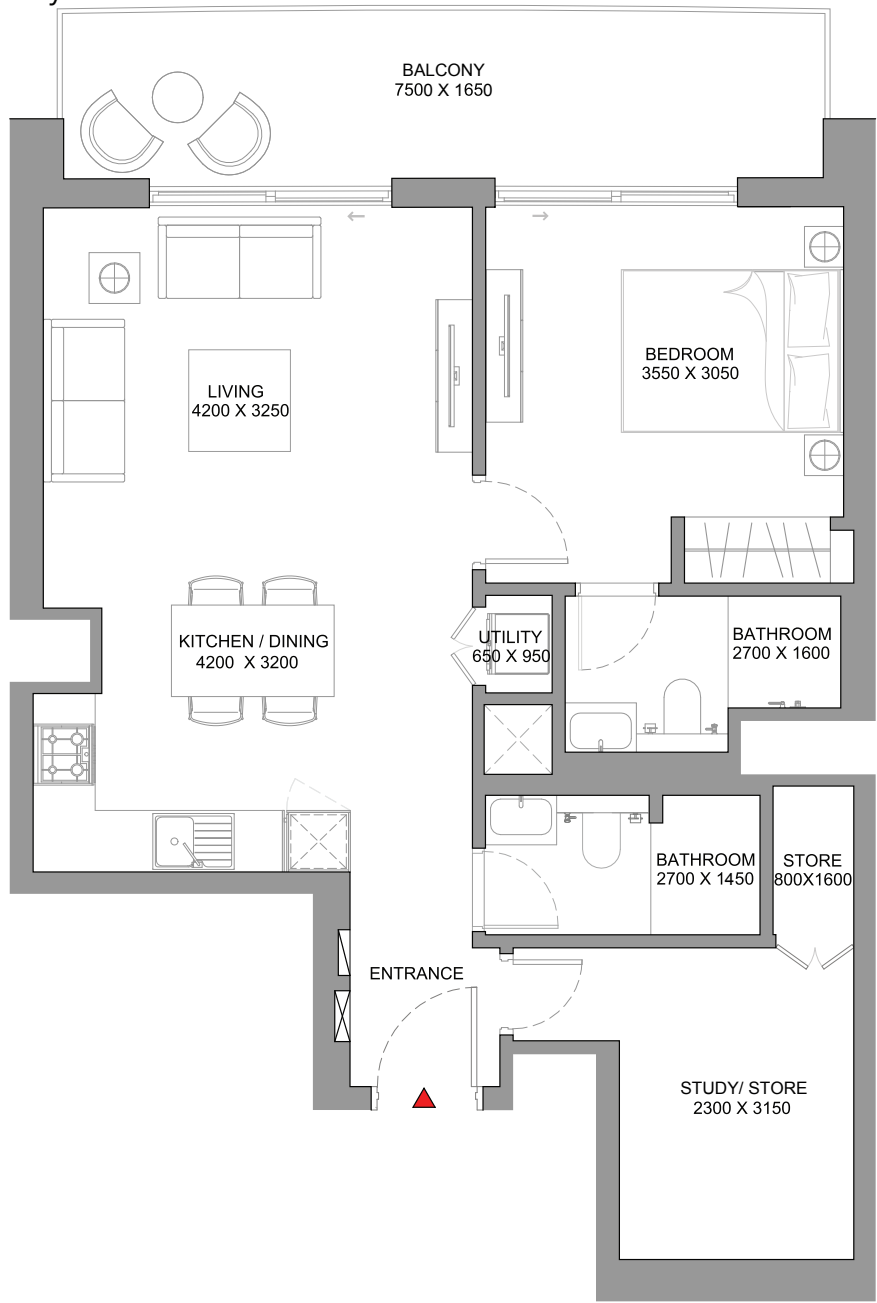 BALCONY
7500 X 1650
BEDROOM
3550 X 3050
LIVING
4200 X 3250
KITCHEN / DINING
4200 X 3200
UTILITY
650 X 950
BATHROOM
2700 X 1600
BATHROOM
2700 X 1450
STORE
800X1600
ENTRANCE
STUDY/ STORE
2300 X 3150